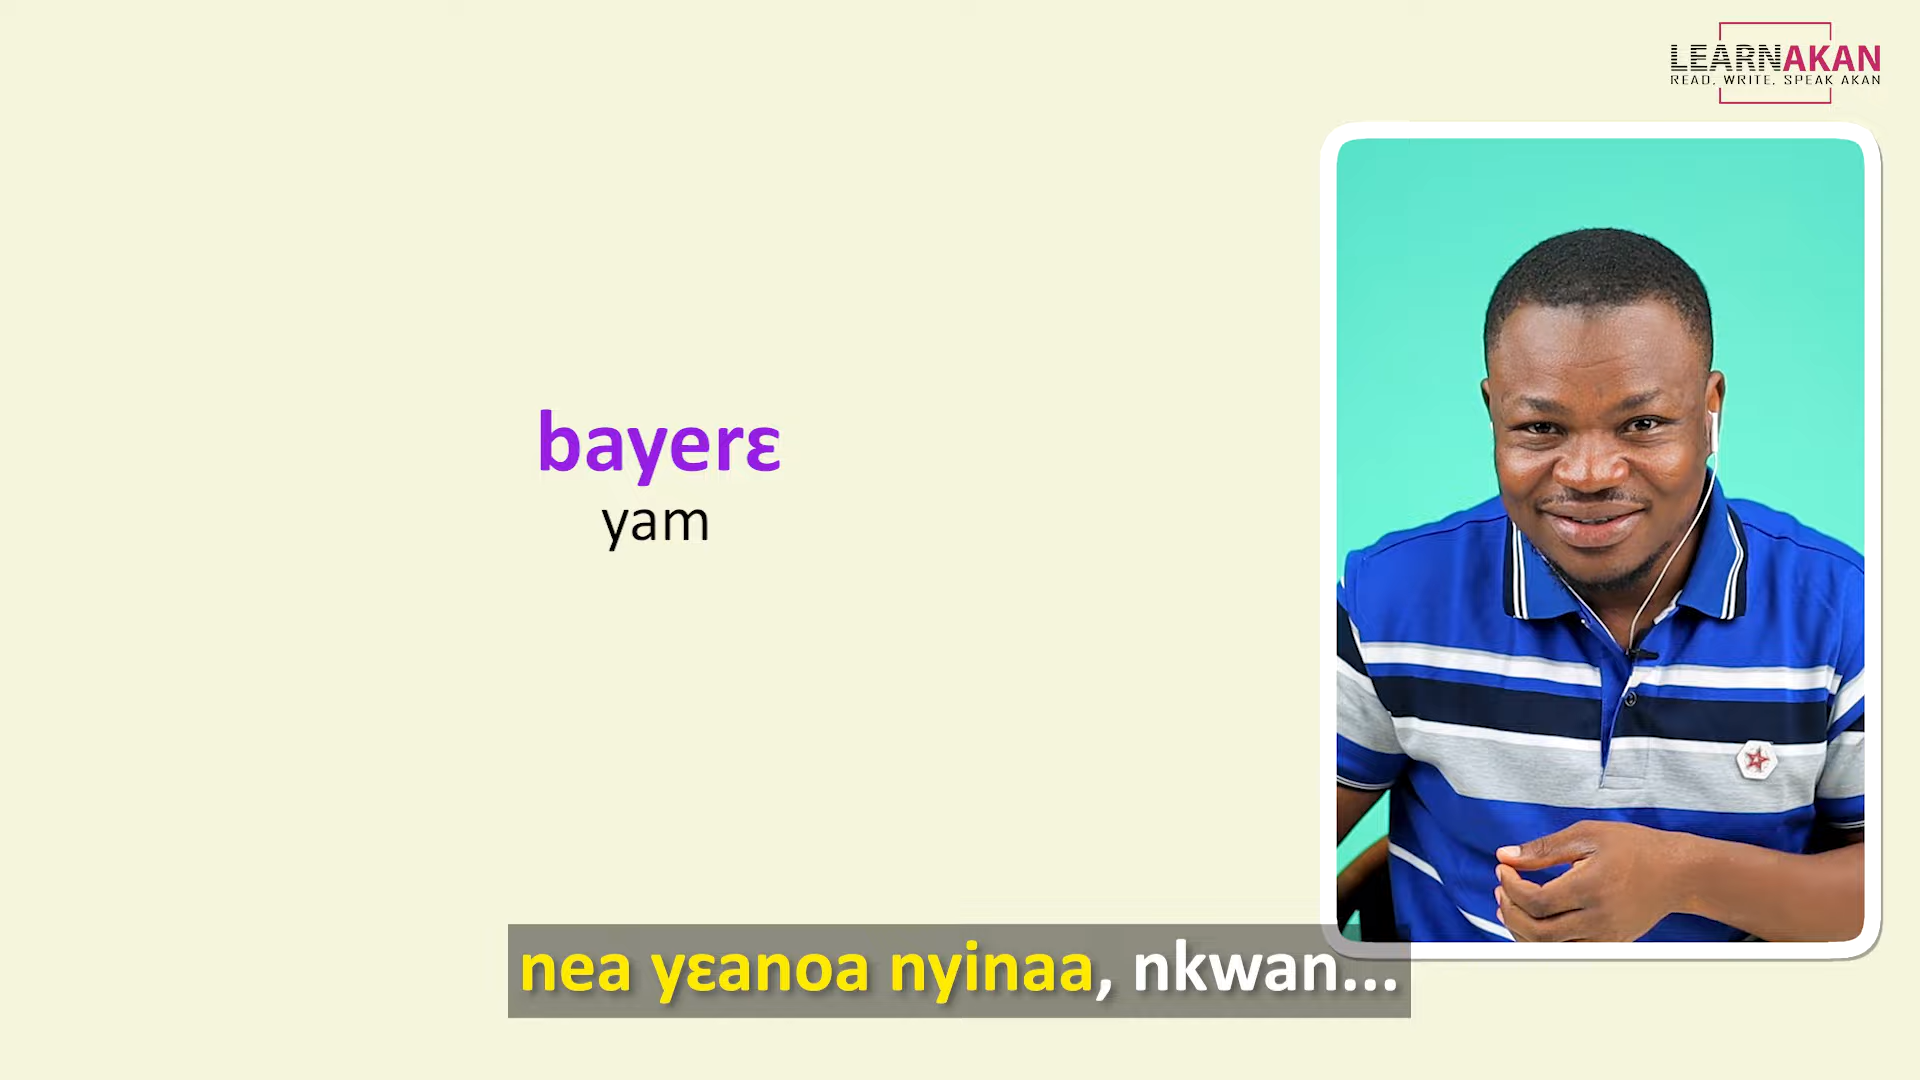 LEARNAKAN
READ, WRITE, SPEAK AKAN
bayerɛ
yam
nea yɛanoa nyinaa, nkwan...